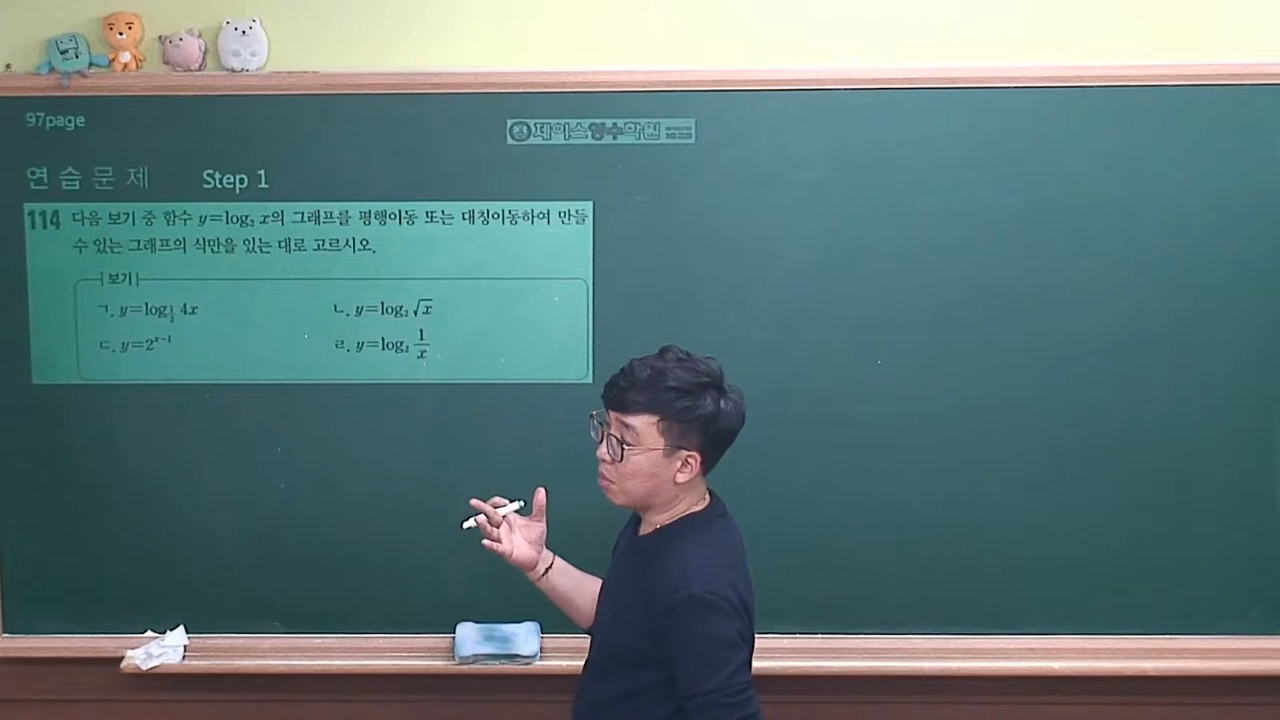 97page
제이스영수학원
연습문제 Step 1
114 다음 보기 중 함수 y=log₂ x의 그래프를 평행이동 또는 대칭이동하여 만들
수 있는 그래프의 식만을 있는 대로 고르시오.
보기
ㄱ. y=log_{1/2} 4x ㄴ. y=log₂ √x
ㄷ. y=2^{x-1} ㄹ. y=log₂ 1/x